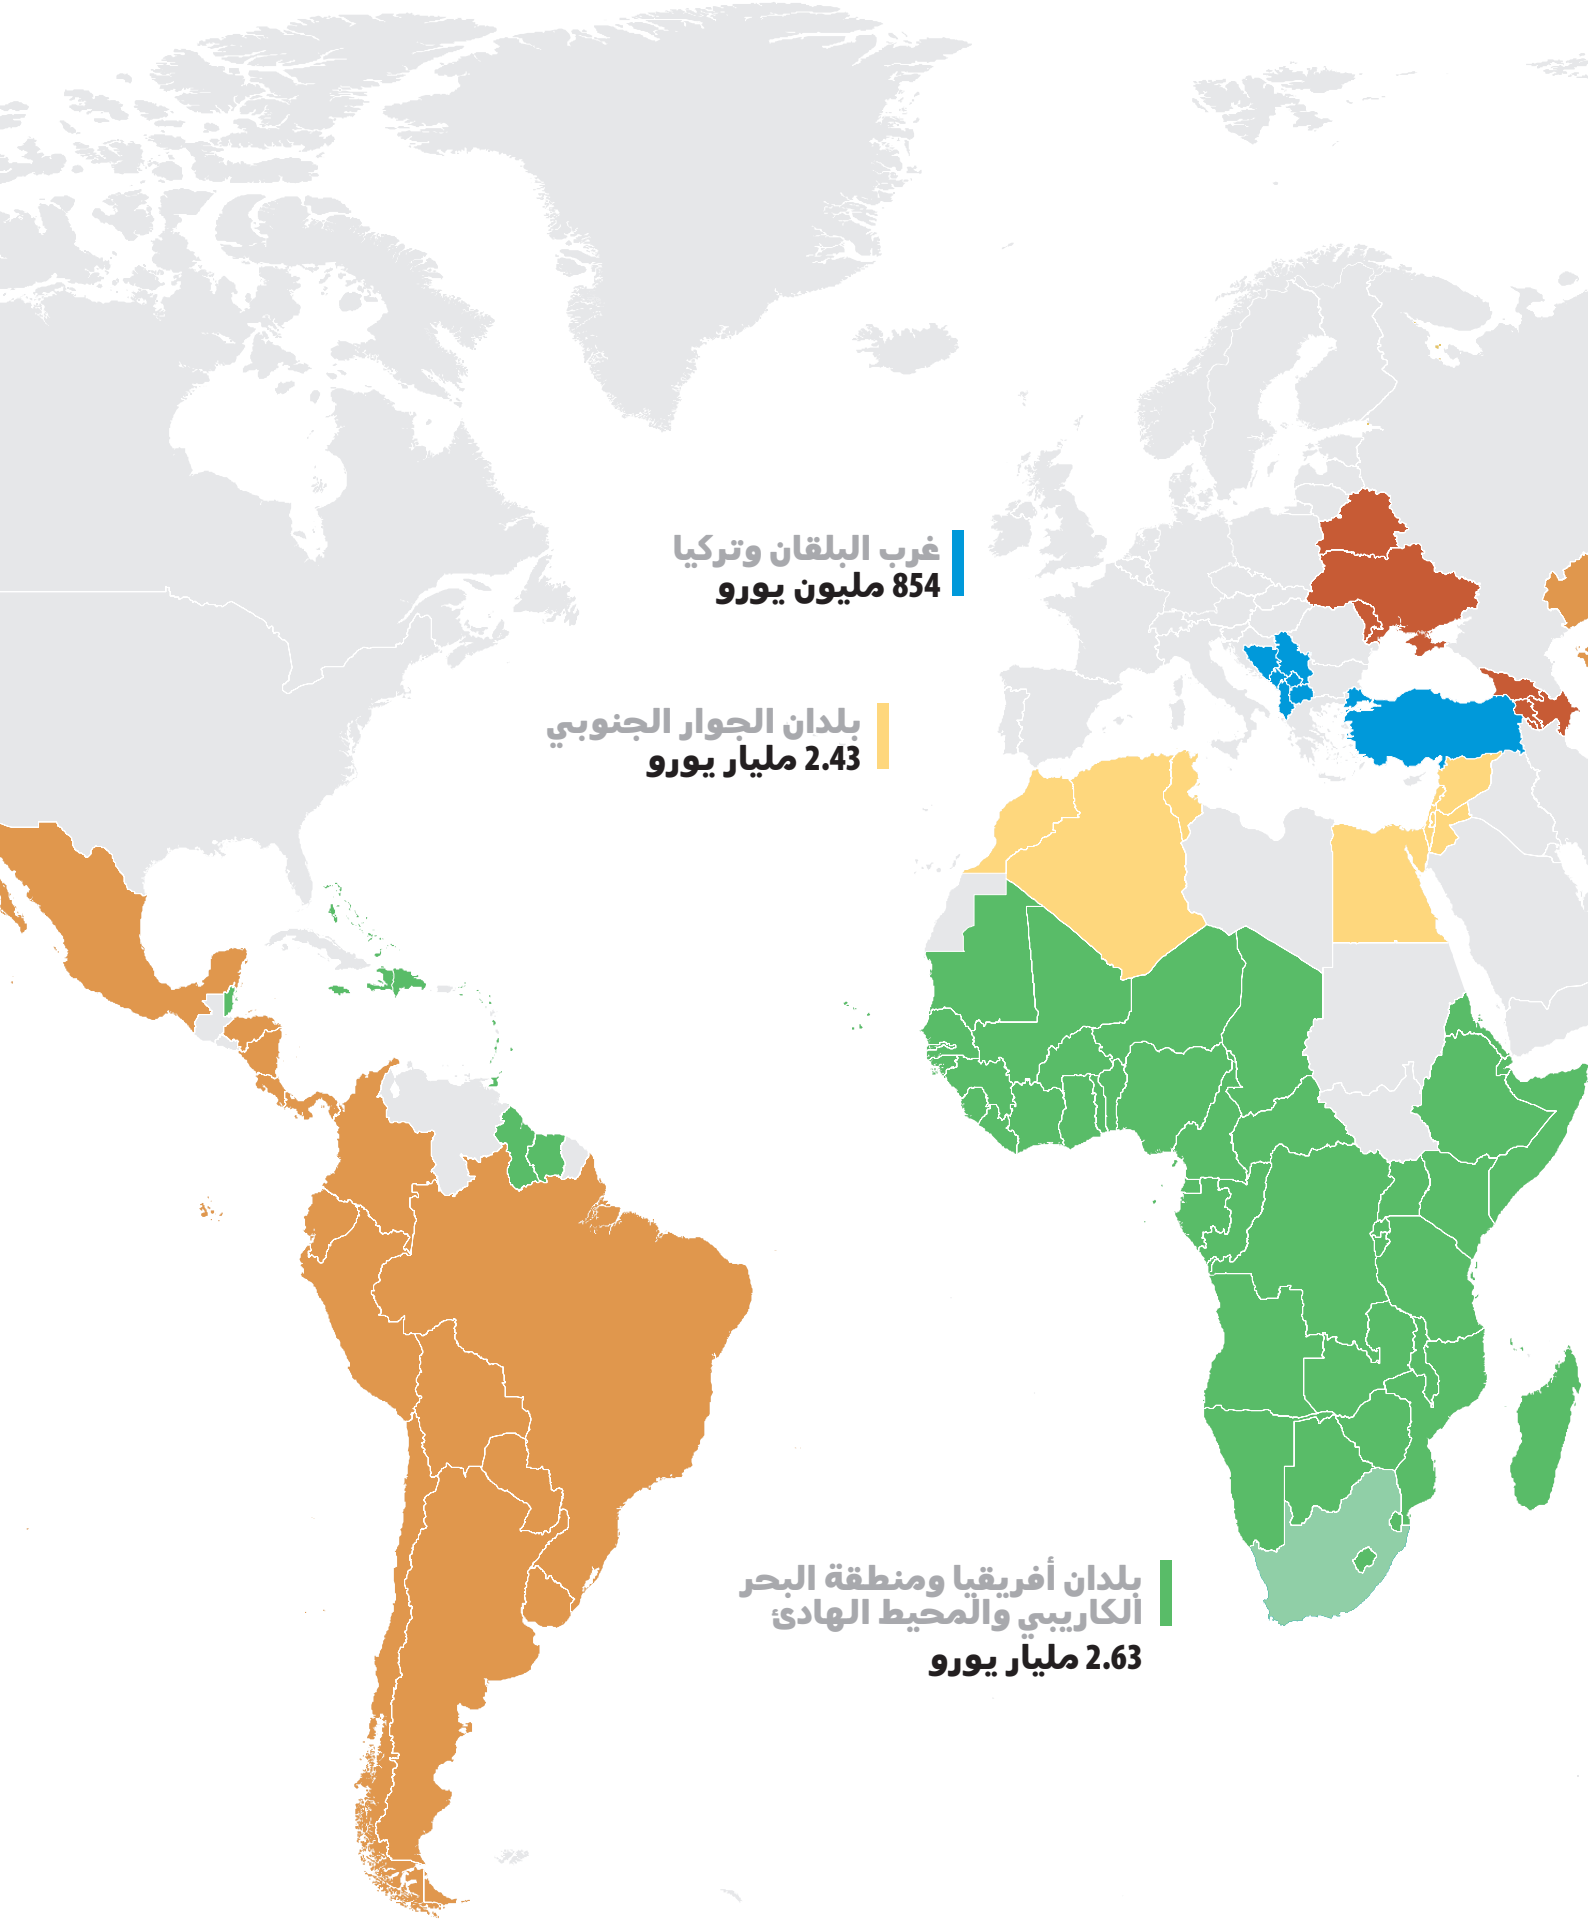 غرب البلقان وتركيا
854 مليون يورو
بلدان الجوار الجنوبي
2.43 مليار يورو
بلدان أفريقيا ومنطقة البحر
الكاريبي والمحيط الهادئ
2.63 مليار يورو